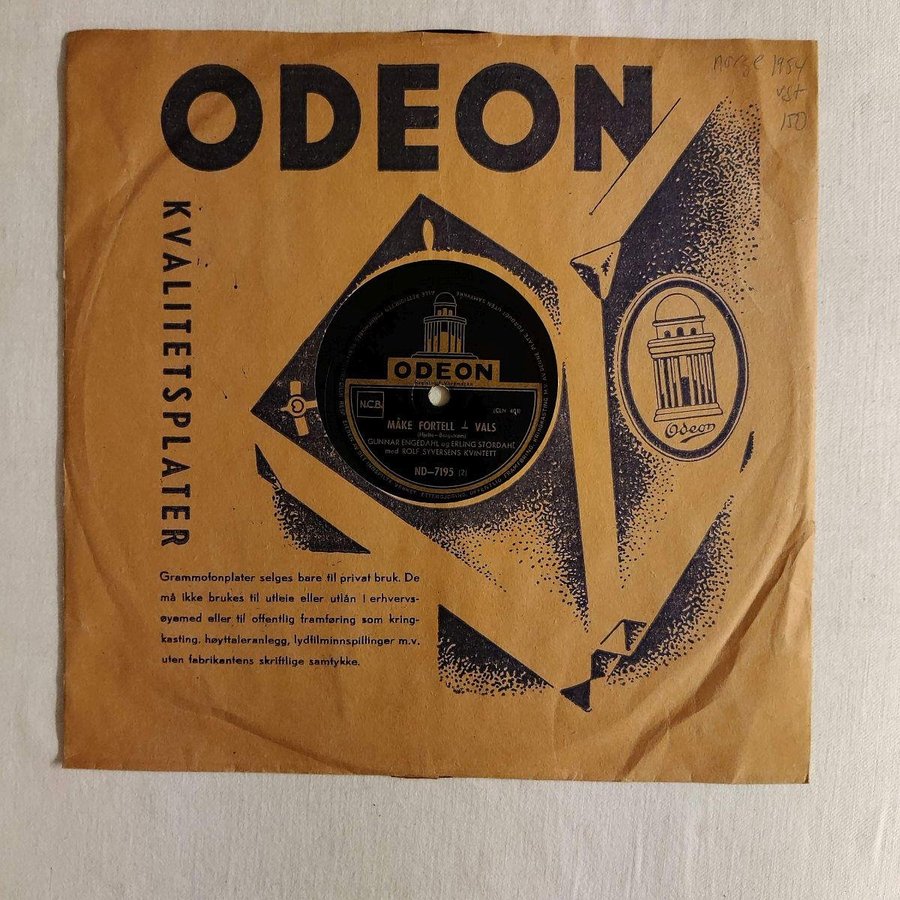 ODEON
Norge 1954
vst
150
KVALITETSPLATER
ODEON
N.C.B.
MÅKE FORTELL - VALS
GUNNAR ENGEDAHL og ERLING STORDAHL
med ROLF SYVERSENS KVINTETT
ND-7195 (2)
Odeon
Grammofonplater selges bare til privat bruk. De
må ikke brukes til utleie eller utlån i erhvervs-
øyemed eller til offentlig framføring som kring-
kasting, høyttaleranlegg, lydfilminnspillinger m.v.
uten fabrikantens skriftlige samtykke.